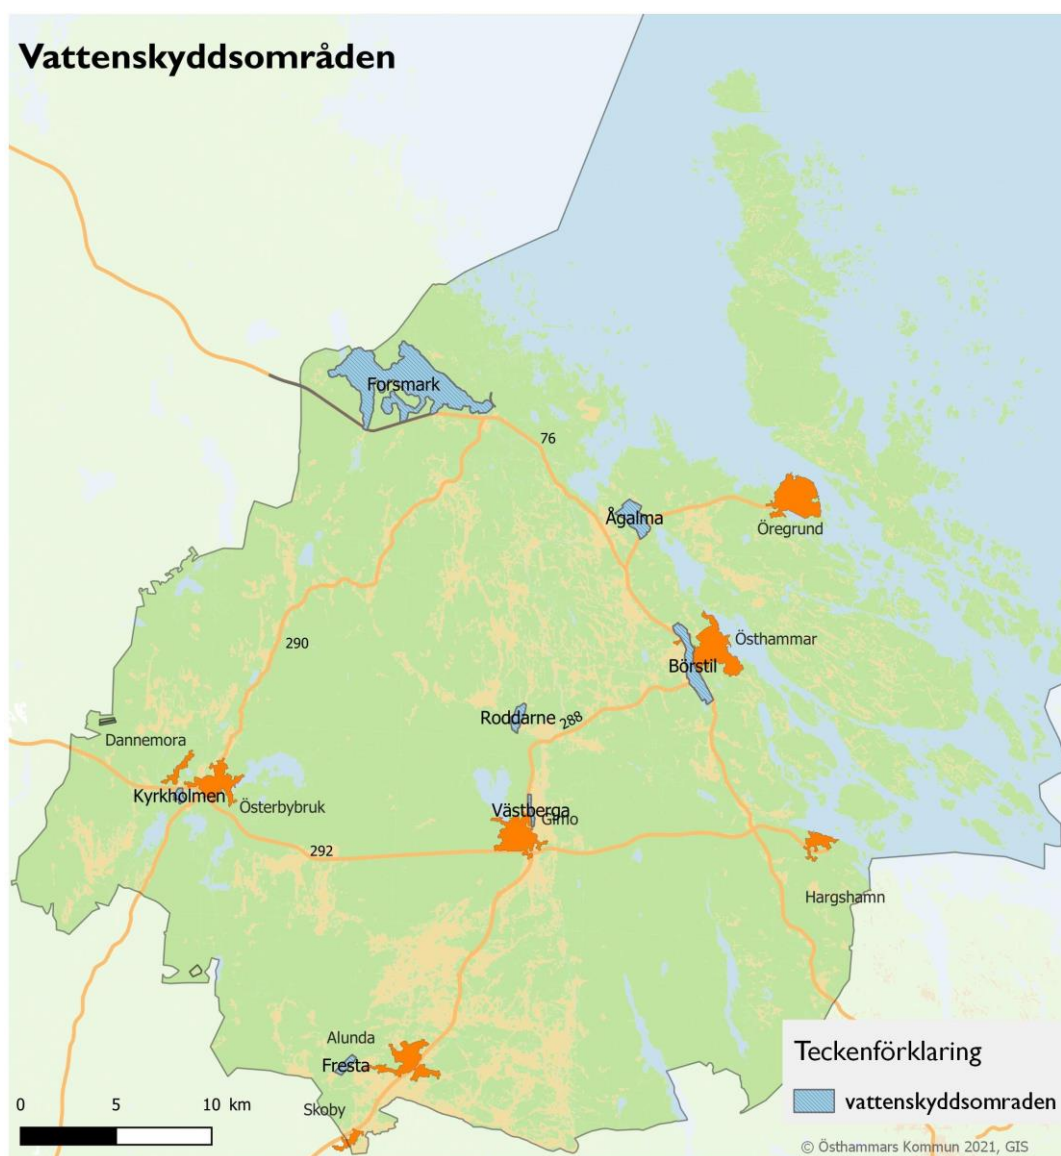 Vattenskyddsområden
Forsmark
76
Ågalma
Öregrund
290
Östhammar
Börstil
Roddarne
288
Dannemora
Kyrkholmen
Österbybruk
Västberga
Gimo
292
Hargshamn
Alunda
Fresta
Skoby
0 5 10 km
Teckenförklaring
vattenskyddsomraden
© Östhammars Kommun 2021, GIS